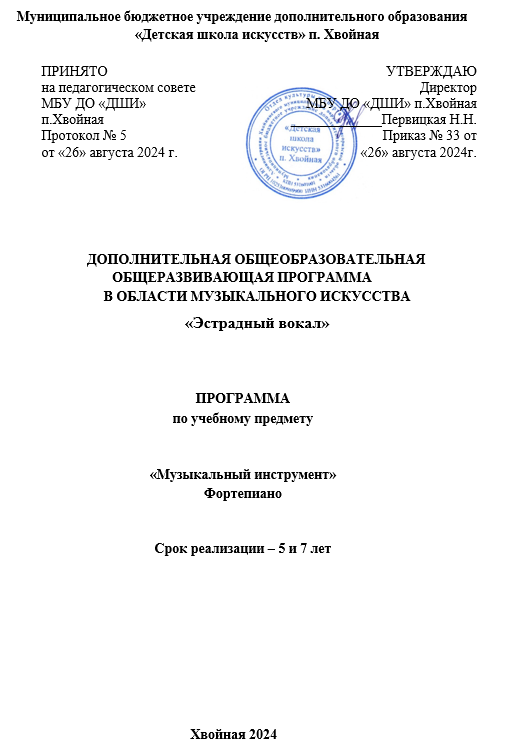 Муниципальное бюджетное учреждение дополнительного образования
«Детская школа искусств» п. Хвойная
ПРИНЯТО
на педагогическом совете
МБУ ДО «ДШИ»
п.Хвойная
Протокол № 5
от «26» августа 2024 г.
УТВЕРЖДАЮ
Директор
МБУ ДО «ДШИ» п.Хвойная
Первицкая Н.Н.
Приказ № 33 от
«26» августа 2024г.
«Детская
школа
искусств»
п. Хвойная
ДОПОЛНИТЕЛЬНАЯ ОБЩЕОБРАЗОВАТЕЛЬНАЯ
ОБЩЕРАЗВИВАЮЩАЯ ПРОГРАММА
В ОБЛАСТИ МУЗЫКАЛЬНОГО ИСКУССТВА
«Эстрадный вокал»
ПРОГРАММА
по учебному предмету
«Музыкальный инструмент»
Фортепиано
Срок реализации – 5 и 7 лет
Хвойная 2024